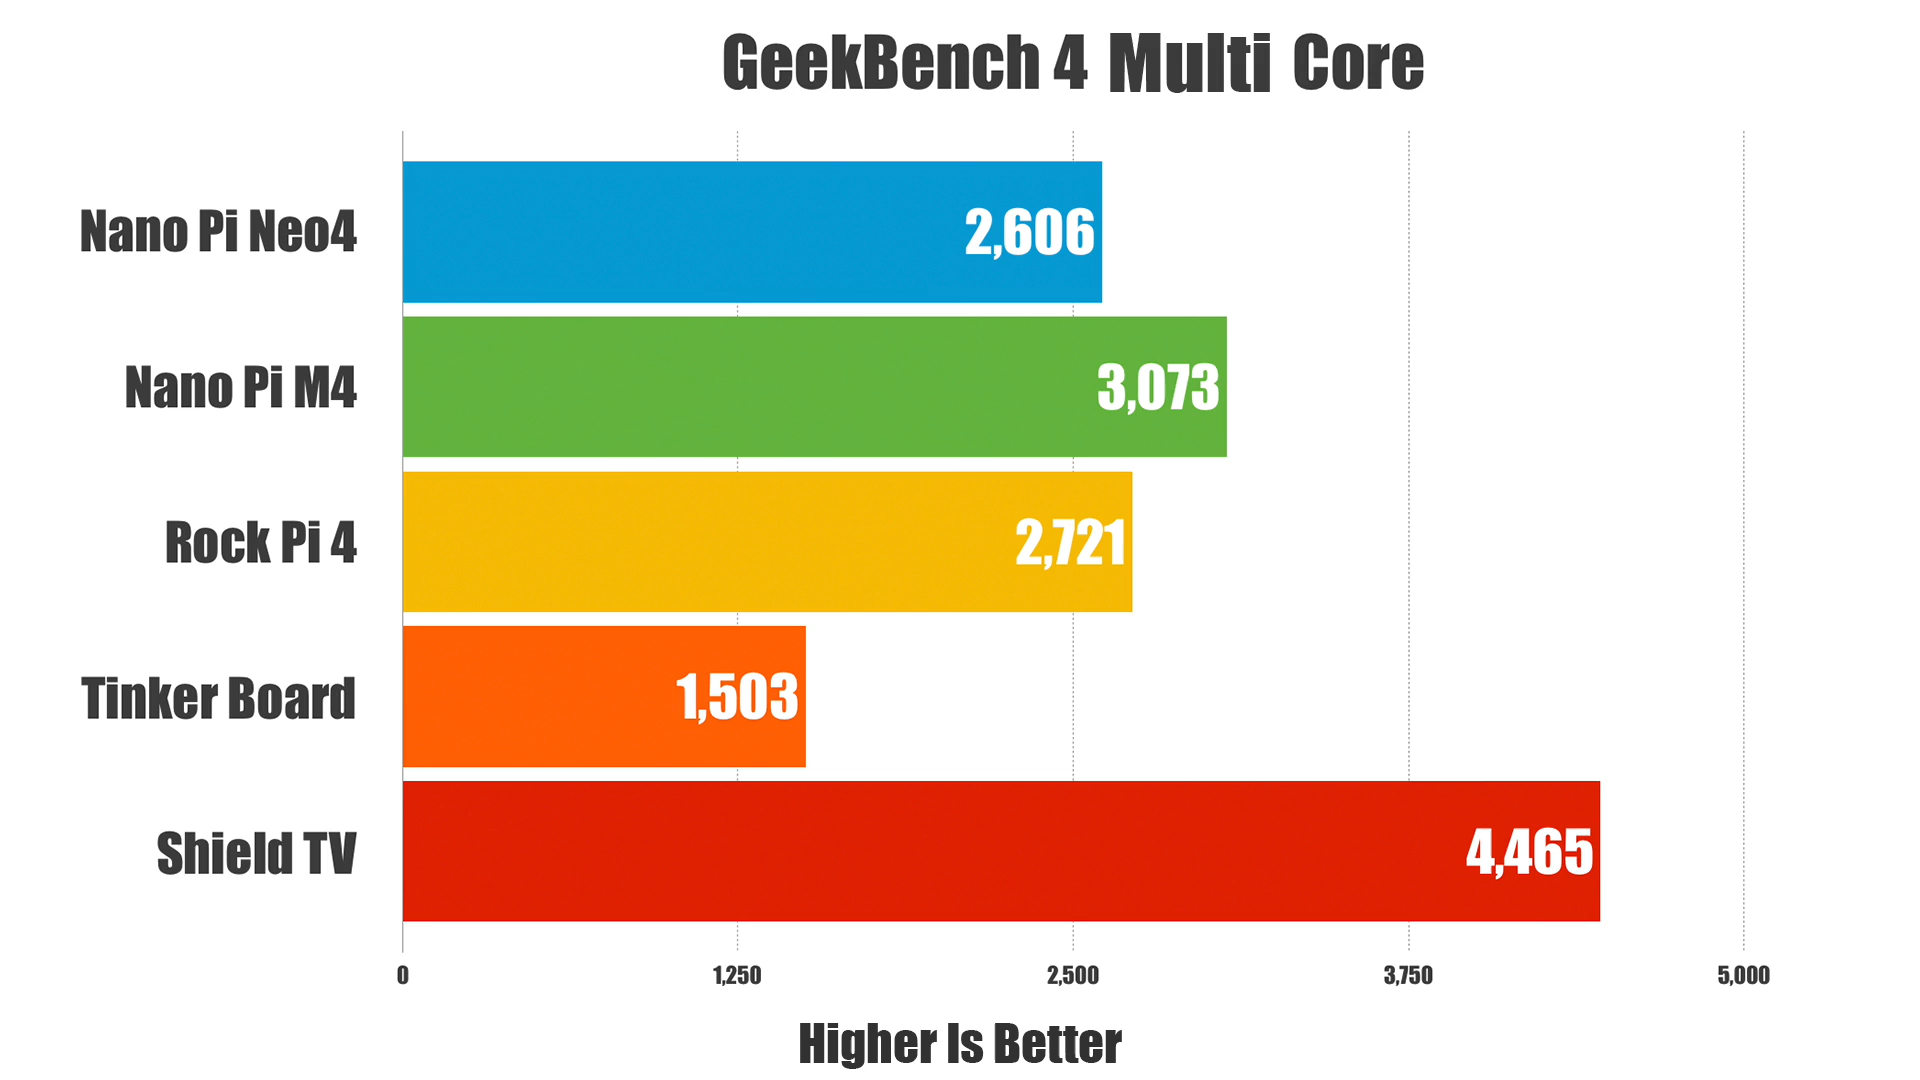 GeekBench 4 Multi Core
Nano Pi Neo4
2,606
Nano Pi M4
3,073
Rock Pi 4
2,721
Tinker Board
1,503
Shield TV
4,465
0 1,250 2,500 3,750 5,000
Higher Is Better